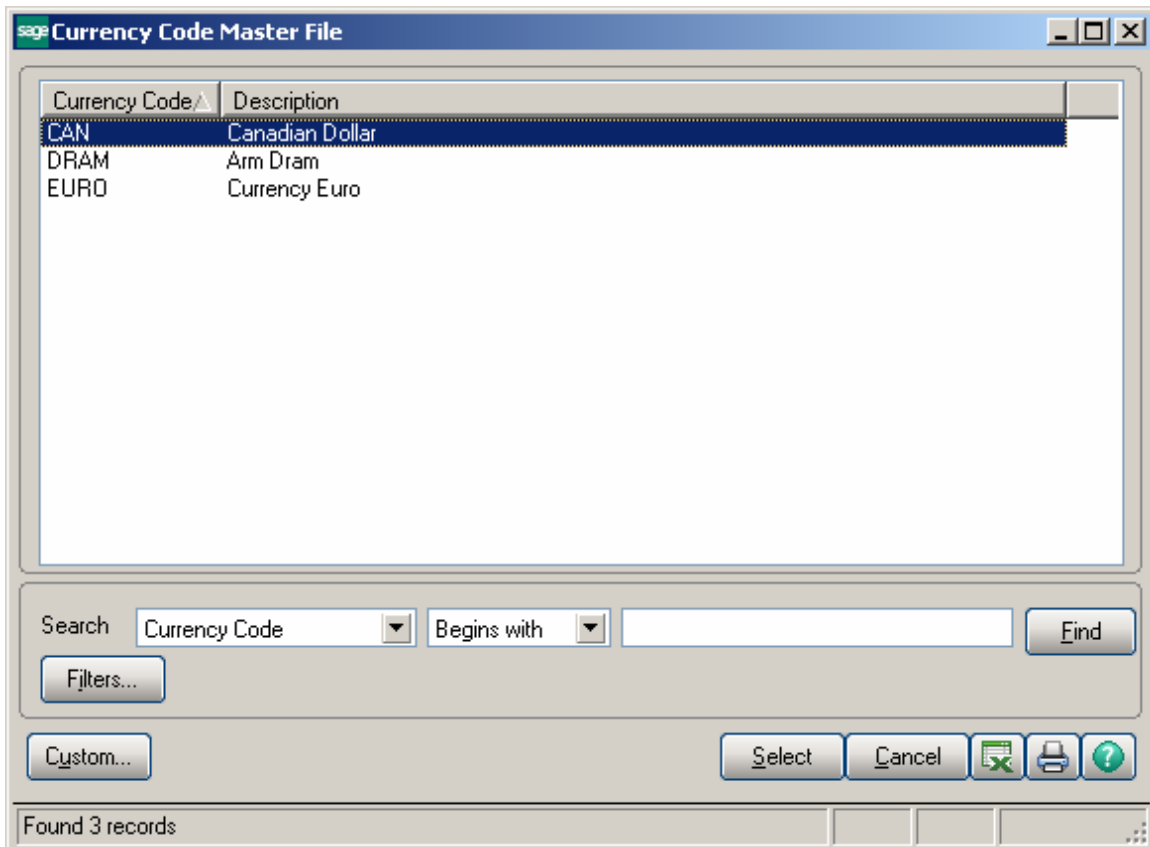 sage Currency Code Master File
Currency Code Description
CAN Canadian Dollar
DRAM Arm Dram
EURO Currency Euro
Search Currency Code Begins with Find
Filters...
Custom... Select Cancel
Found 3 records